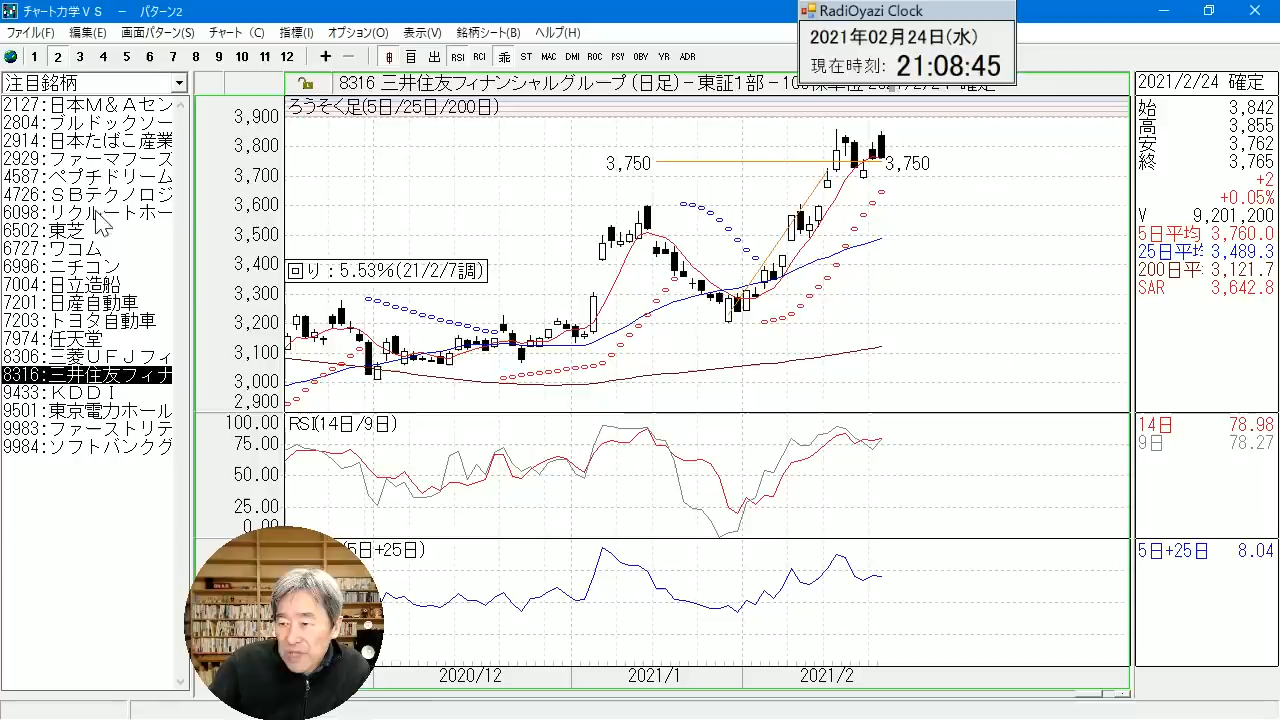 チャート力学VS － パターン2
RadiOyazi Clock
2021年02月24日(水)
現在時刻: 21:08:45
ファイル(F) 編集(E) 画面パターン(S) チャート (C) 指標(I) オプション(O) 表示(V) 銘柄シート(B) ヘルプ(H)
1 2 3 4 5 6 7 8 9 10 11 12 + － 日 目 出 RSI RCI 乖 ST MAC DMI ROC PSY OBV VR ADR
注目銘柄
8316 三井住友フィナンシャルグループ (日足)－東証1部－
2021/2/24 確定
2127:日本M&Aセン
2804:ブルドックソー
2914:日本たばこ産業
2929:ファーマフーズ
4587:ペプチドリーム
4726:SBテクノロジ
6098:リクルートホー
6502:東芝
6727:ワコム
6996:ニチコン
7004:日立造船
7201:日産自動車
7203:トヨタ自動車
7974:任天堂
8306:三菱UFJフィ
8316:三井住友フィナ
9433:KDDI
9501:東京電力ホール
9983:ファーストリテ
9984:ソフトバンクグ
ろうそく足(5日/25日/200日)
3,900
3,800
3,700
3,600
3,500
3,400
3,300
3,200
3,100
3,000
2,900
3,750
3,750
回り:5.53%(21/2/7調)
始 3,842
高 3,855
安 3,762
終 3,765
+2
+0.05%
V 9,201,200
5日平均 3,760.0
25日平均 3,489.3
200日平 3,121.7
SAR 3,642.8
RSI(14日/9日)
100.00
75.00
50.00
25.00
0.00
14日 78.98
9日 78.27
5日+25日)
5日+25日 8.04
2020/12 2021/1 2021/2